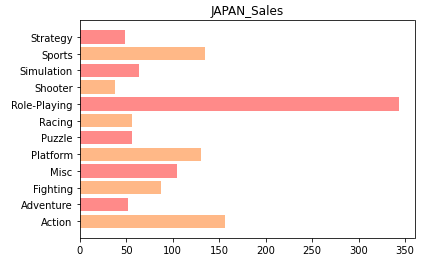 JAPAN_Sales
Strategy
Sports
Simulation
Shooter
Role-Playing
Racing
Puzzle
Platform
Misc
Fighting
Adventure
Action
0 50 100 150 200 250 300 350